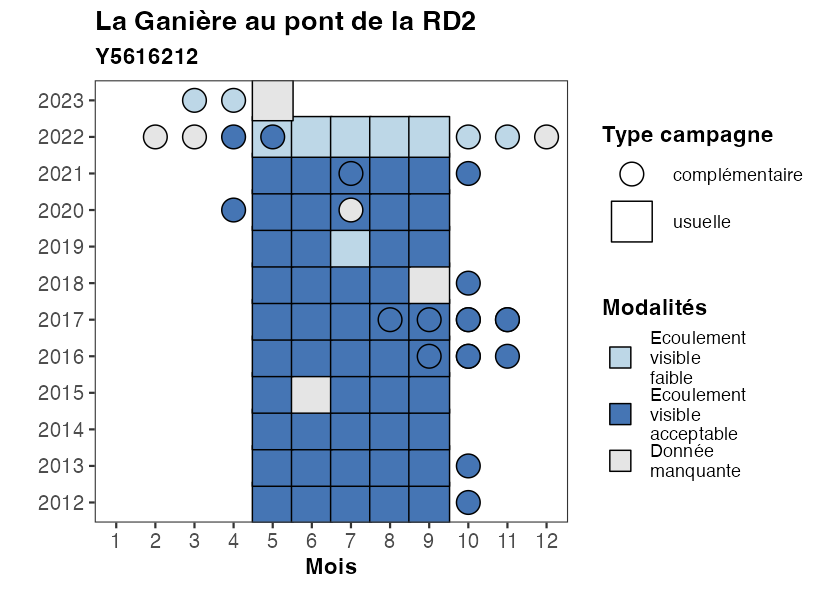 La Ganière au pont de la RD2
Y5616212
2023
2022
2021
2020
2019
2018
2017
2016
2015
2014
2013
2012
1 2 3 4 5 6 7 8 9 10 11 12
Mois
Type campagne
complémentaire
usuelle
Modalités
Ecoulement
visible
faible
Ecoulement
visible
acceptable
Donnée
manquante